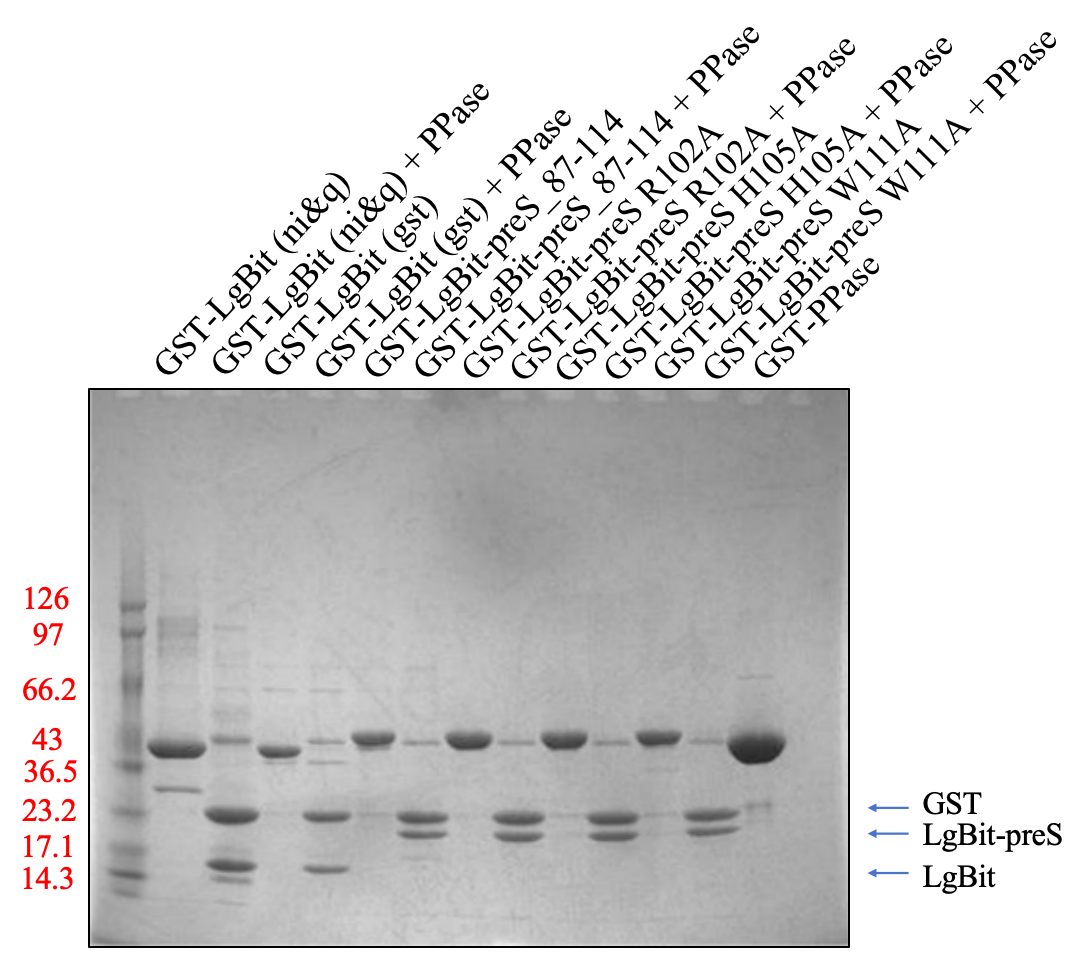 GST-LgBit (ni&q)
GST-LgBit (ni&q) + PPase
GST-LgBit (gst)
GST-LgBit (gst) + PPase
GST-LgBit-preS_87-114
GST-LgBit-preS_87-114 + PPase
GST-LgBit-preS R102A
GST-LgBit-preS R102A + PPase
GST-LgBit-preS H105A
GST-LgBit-preS H105A + PPase
GST-LgBit-preS W111A
GST-LgBit-preS W111A + PPase
GST-PPase
126
97
66.2
43
36.5
23.2
17.1
14.3
GST
LgBit-preS
LgBit